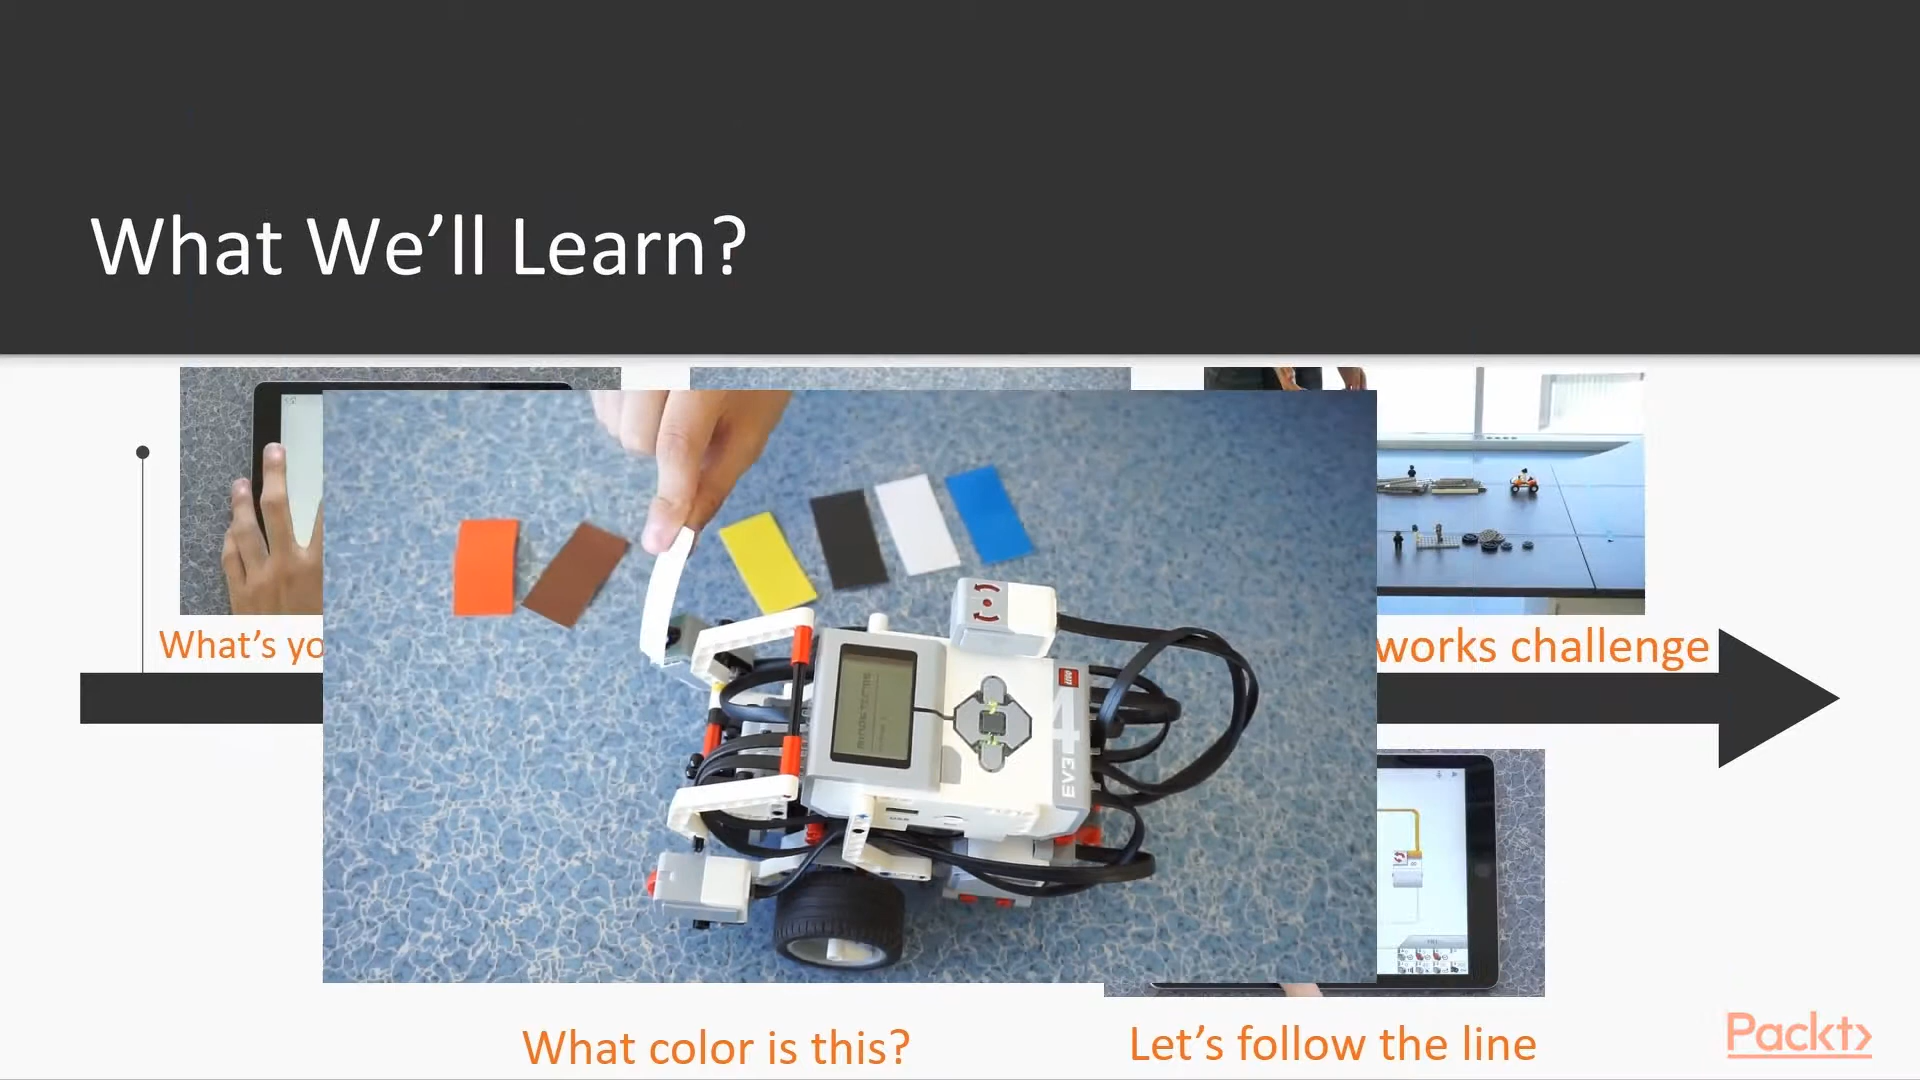 What We’ll Learn?
What’s yo
works challenge
EV3
What color is this?
Let’s follow the line
Packt